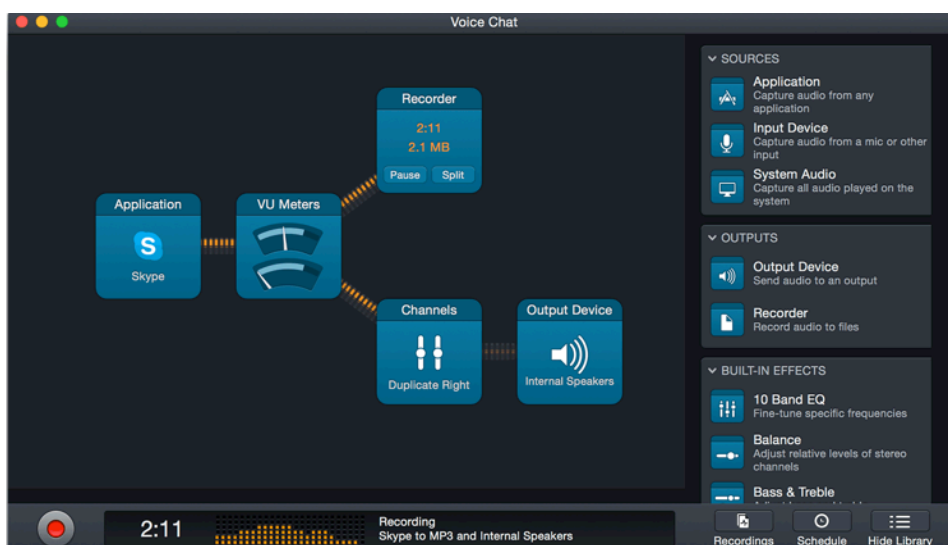 Voice Chat
Recorder
2:11
2.1 MB
Pause
Split
Application
S
Skype
VU Meters
Channels
Duplicate Right
Output Device
Internal Speakers
SOURCES
Application
Capture audio from any
application
Input Device
Capture audio from a mic or other
input
System Audio
Capture all audio played on the
system
OUTPUTS
Output Device
Send audio to an output
Recorder
Record audio to files
BUILT-IN EFFECTS
10 Band EQ
Fine-tune specific frequencies
Balance
Adjust relative levels of stereo
channels
Bass & Treble
2:11
Recording
Skype to MP3 and Internal Speakers
Recordings
Schedule
Hide Library